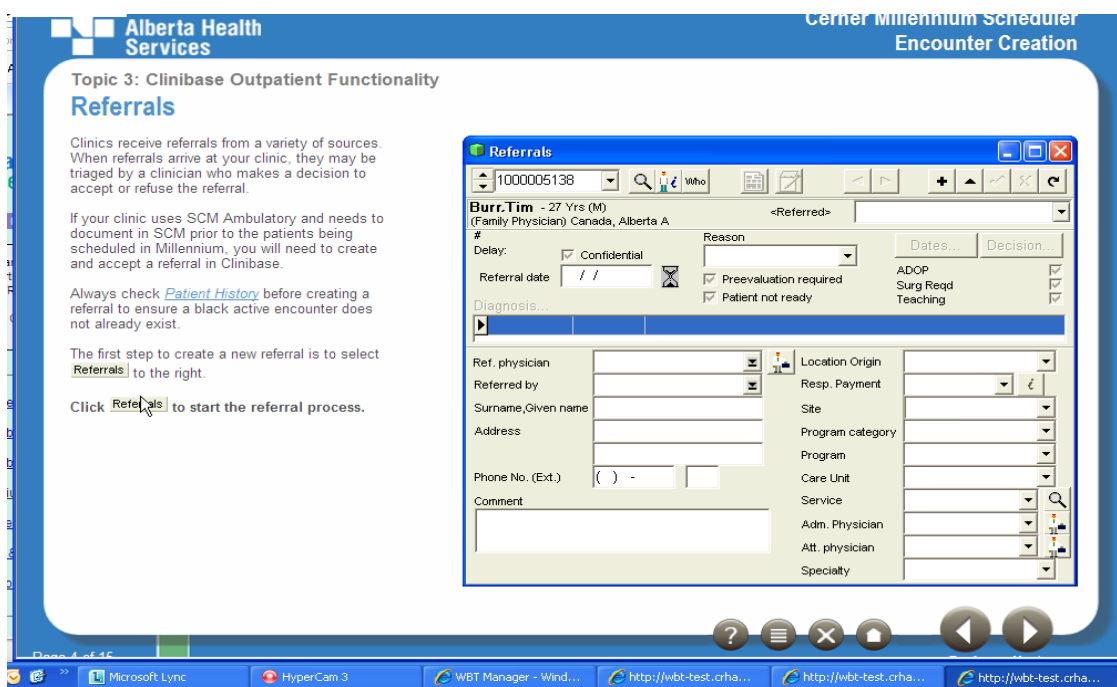 Alberta Health
Services
Cerner Millennium Scheduler
Encounter Creation
Topic 3: Clinibase Outpatient Functionality
Referrals
Clinics receive referrals from a variety of sources.
When referrals arrive at your clinic, they may be
triaged by a clinician who makes a decision to
accept or refuse the referral.
If your clinic uses SCM Ambulatory and needs to
document in SCM prior to the patients being
scheduled in Millennium, you will need to create
and accept a referral in Clinibase.
Always check Patient History before creating a
referral to ensure a black active encounter does
not already exist.
The first step to create a new referral is to select
Referrals to the right.
Click Referrals to start the referral process.
Referrals
1000005138
Who
Burr,Tim - 27 Yrs (M)
(Family Physician) Canada, Alberta A
<Referred>
#
Delay:
Confidential
Reason
Dates...
Decision...
Referral date
/ /
Preevaluation required
Patient not ready
ADOP
Surg Reqd
Teaching
Diagnosis...
Ref. physician
Referred by
Surname,Given name
Address
Phone No. (Ext.)
( ) -
Comment
Location Origin
Resp. Payment
Site
Program category
Program
Care Unit
Service
Adm. Physician
Att. physician
Specialty
Page 4 of 15
Microsoft Lync
HyperCam 3
WBT Manager - Wind...
http://wbt-test.crha...
http://wbt-test.crha...
http://wbt-test.crha...